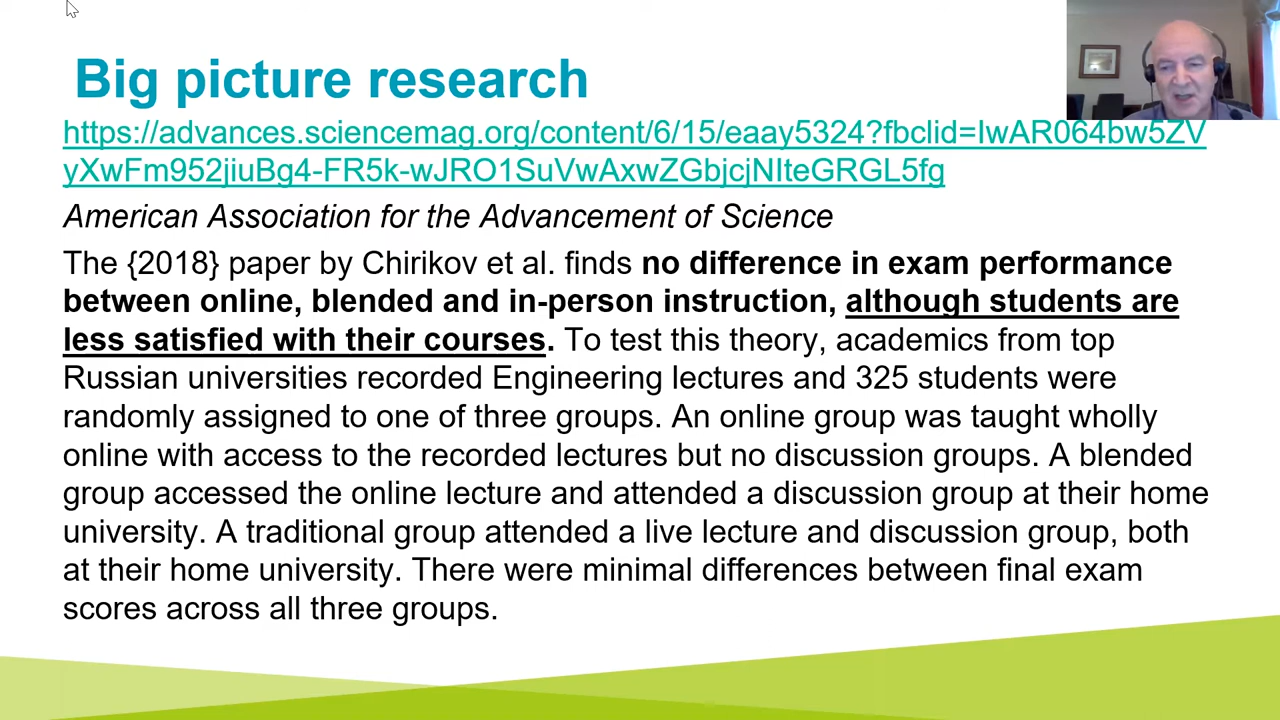 Big picture research
https://advances.sciencemag.org/content/6/15/eaay5324?fbclid=IwAR064bw5ZV
yXwFm952jiuBg4-FR5k-wJRO1SuVwAxwZGbjcjNIteGRGL5fg
American Association for the Advancement of Science
The {2018} paper by Chirikov et al. finds no difference in exam performance
between online, blended and in-person instruction, although students are
less satisfied with their courses. To test this theory, academics from top
Russian universities recorded Engineering lectures and 325 students were
randomly assigned to one of three groups. An online group was taught wholly
online with access to the recorded lectures but no discussion groups. A blended
group accessed the online lecture and attended a discussion group at their home
university. A traditional group attended a live lecture and discussion group, both
at their home university. There were minimal differences between final exam
scores across all three groups.